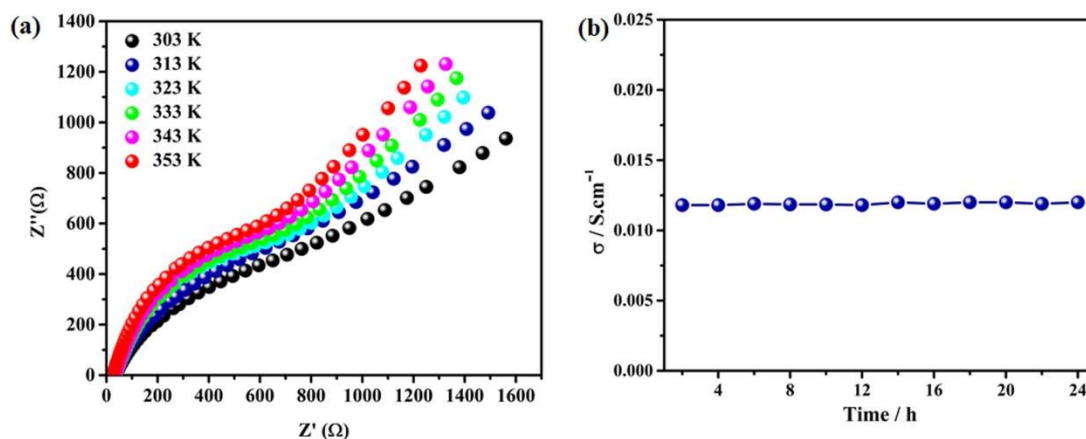 (a)
1400
1200
1000
800
600
400
200
0
Z''(Ω)
303 K
313 K
323 K
333 K
343 K
353 K
0 200 400 600 800 1000 1200 1400 1600
Z' (Ω)
(b)
0.025
0.020
0.015
0.010
0.005
0.000
σ / S.cm⁻¹
4 8 12 16 20 24
Time / h